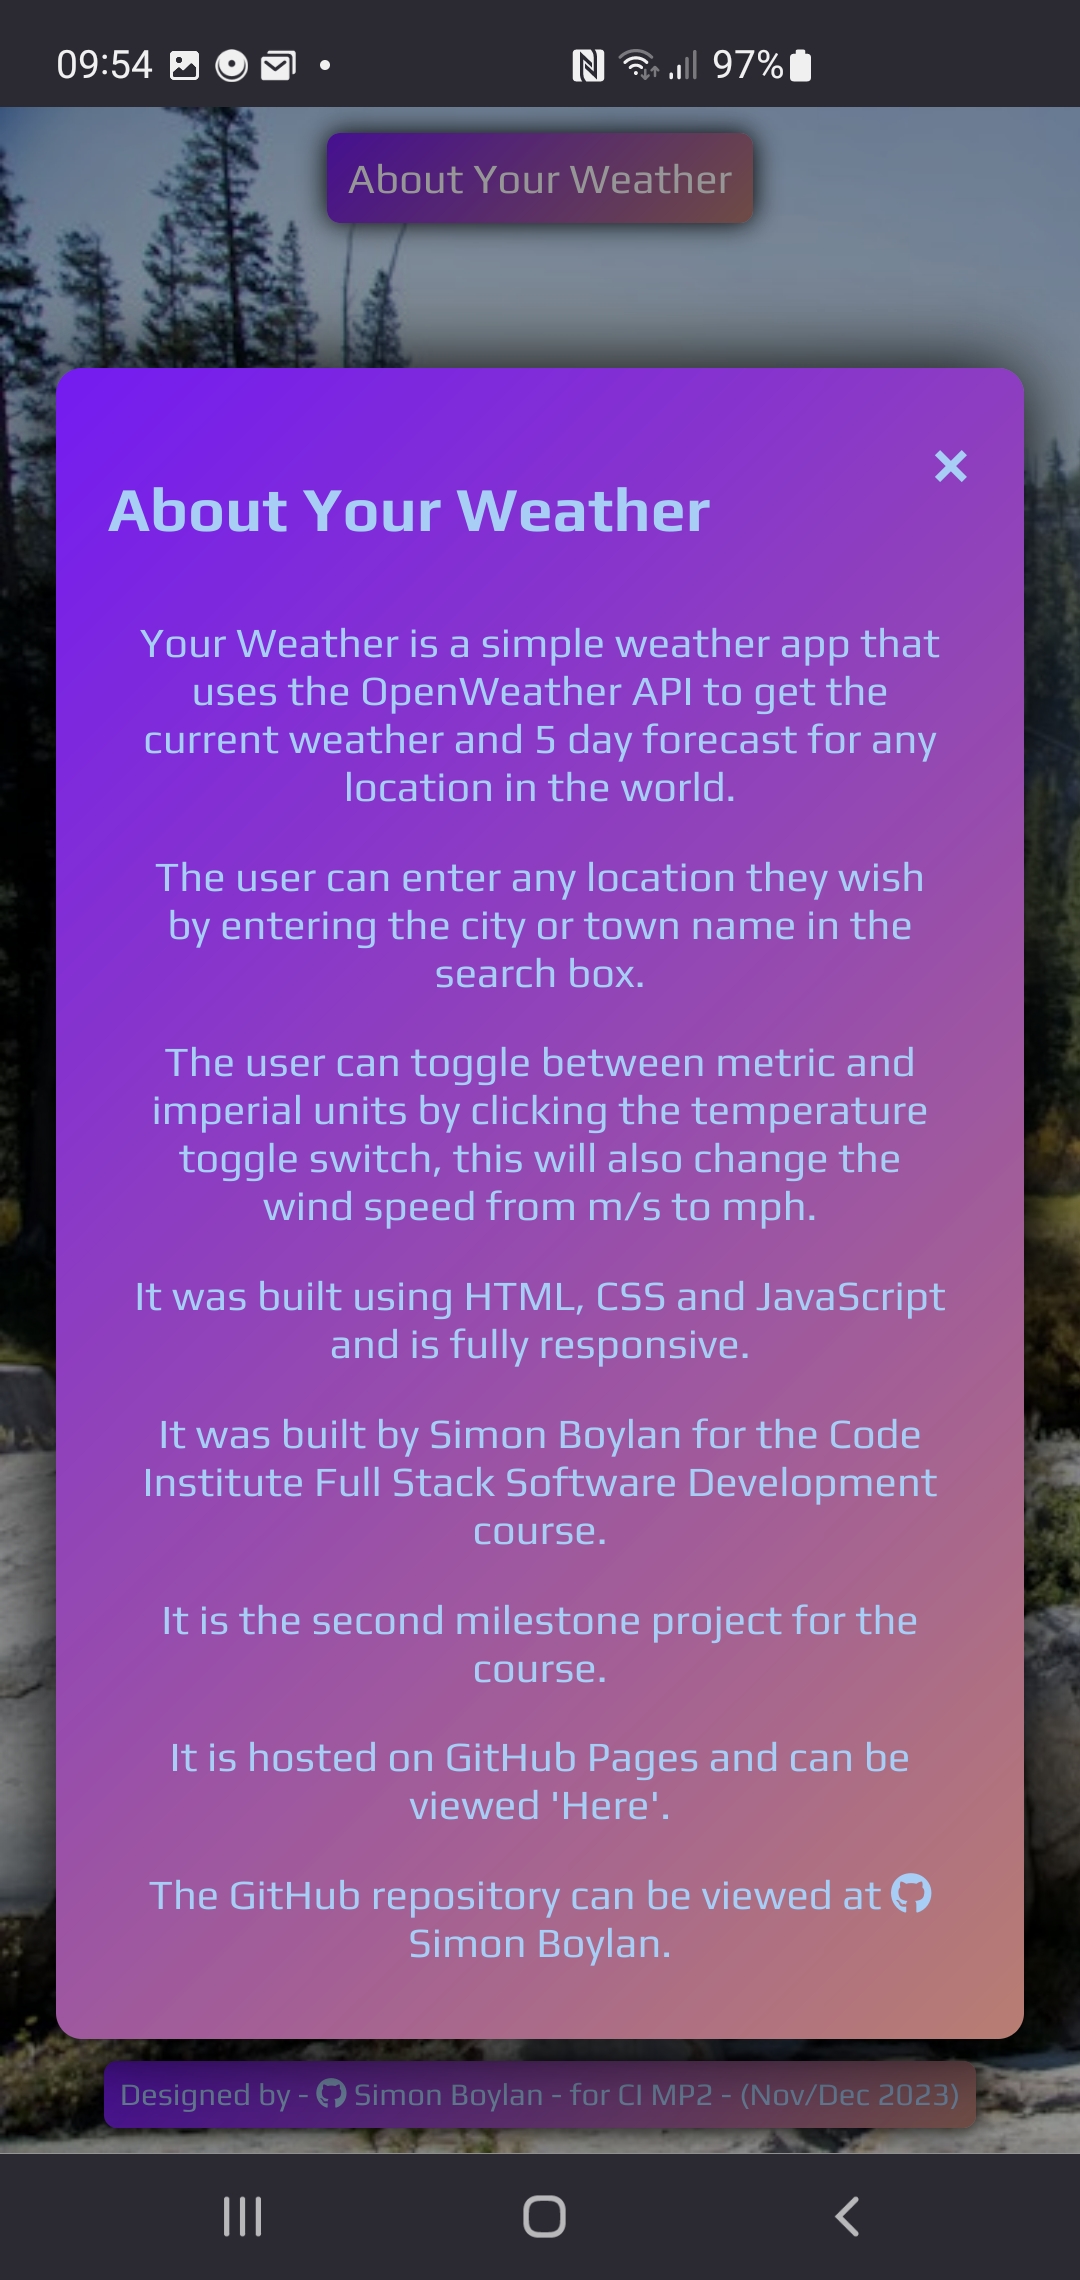 09:54 97%
About Your Weather
About Your Weather
Your Weather is a simple weather app that
uses the OpenWeather API to get the
current weather and 5 day forecast for any
location in the world.
The user can enter any location they wish
by entering the city or town name in the
search box.
The user can toggle between metric and
imperial units by clicking the temperature
toggle switch, this will also change the
wind speed from m/s to mph.
It was built using HTML, CSS and JavaScript
and is fully responsive.
It was built by Simon Boylan for the Code
Institute Full Stack Software Development
course.
It is the second milestone project for the
course.
It is hosted on GitHub Pages and can be
viewed 'Here'.
The GitHub repository can be viewed at
Simon Boylan.
Designed by - Simon Boylan - for CI MP2 - (Nov/Dec 2023)